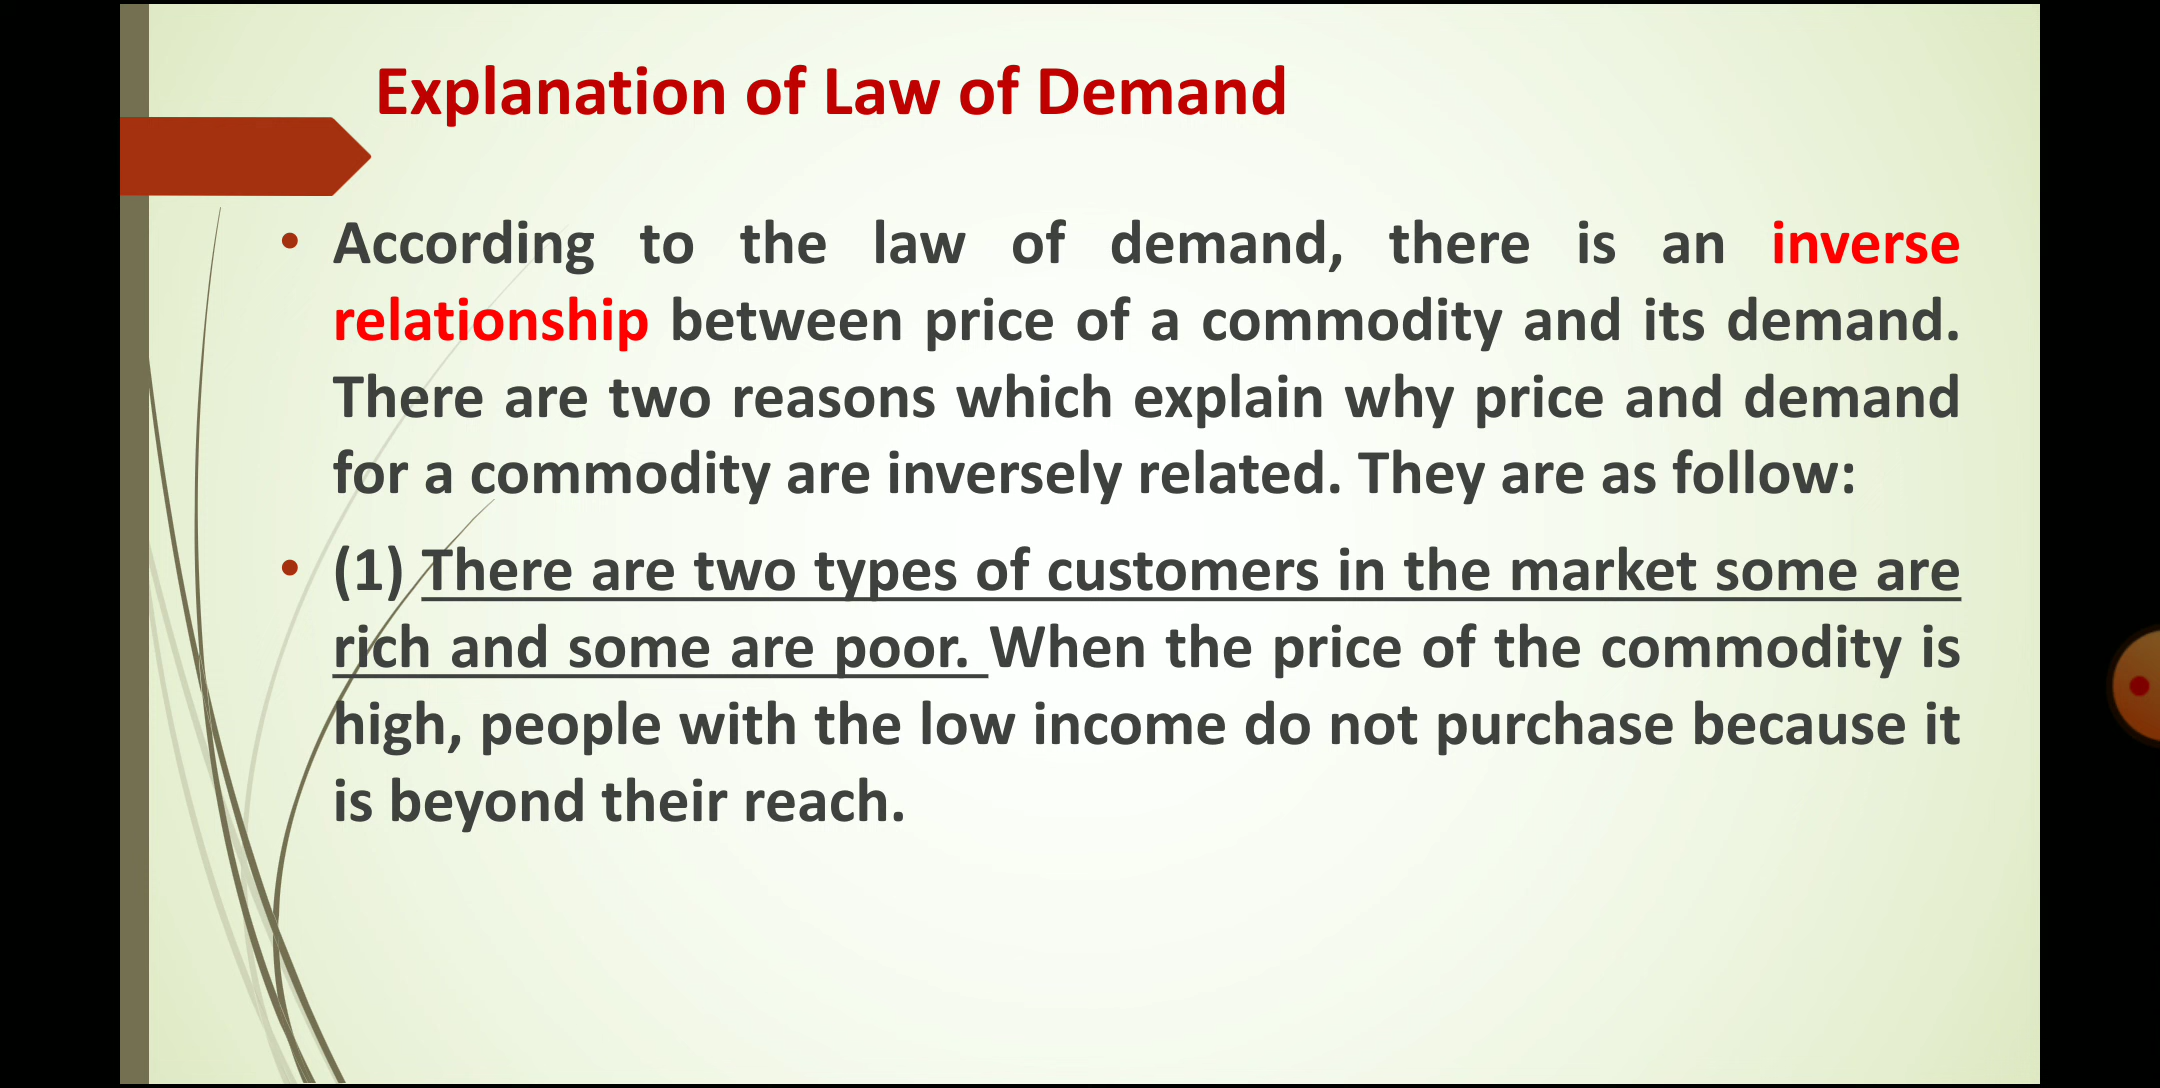 Explanation of Law of Demand
• According to the law of demand, there is an inverse
relationship between price of a commodity and its demand.
There are two reasons which explain why price and demand
for a commodity are inversely related. They are as follow:
• (1) There are two types of customers in the market some are
rich and some are poor. When the price of the commodity is
high, people with the low income do not purchase because it
is beyond their reach.